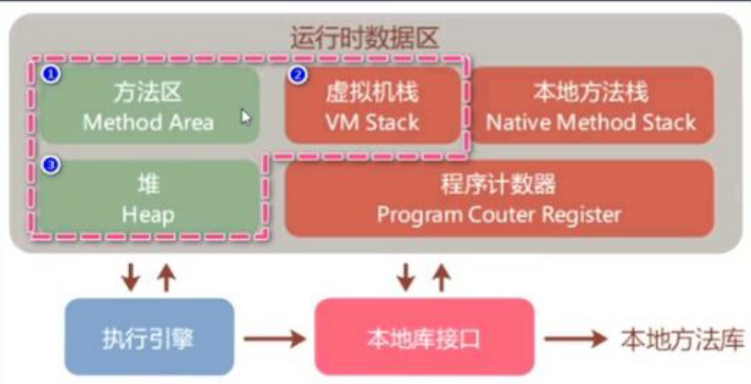 运行时数据区
1
方法区
Method Area
2
虚拟机栈
VM Stack
本地方法栈
Native Method Stack
3
堆
Heap
程序计数器
Program Couter Register
执行引擎
本地库接口
本地方法库